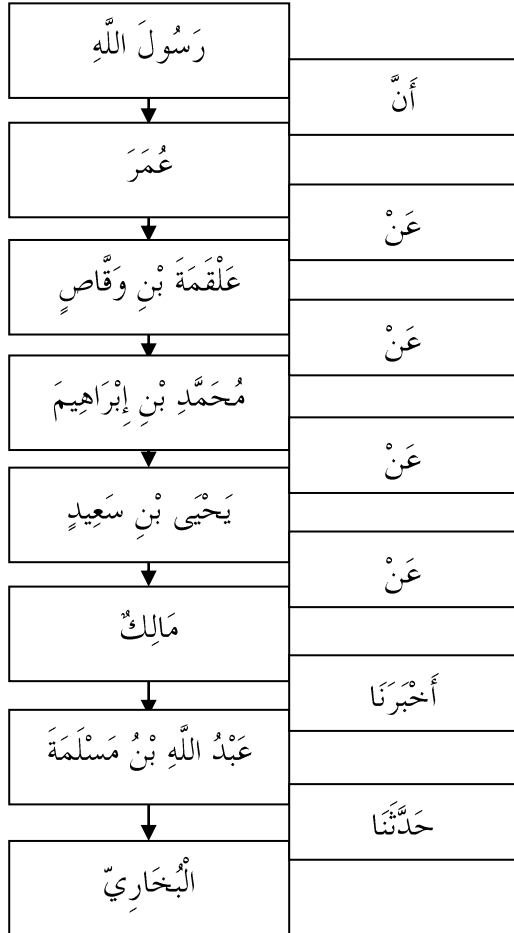 رَسُولَ اللَّهِ
أَنَّ
عُمَرَ
عَنْ
عَلْقَمَةَ بْنِ وَقَّاصٍ
عَنْ
مُحَمَّدِ بْنِ إِبْرَاهِيمَ
عَنْ
يَحْيَى بْنِ سَعِيدٍ
عَنْ
مَالِكٌ
أَخْبَرَنَا
عَبْدُ اللَّهِ بْنُ مَسْلَمَةَ
حَدَّثَنَا
الْبُخَارِيّ